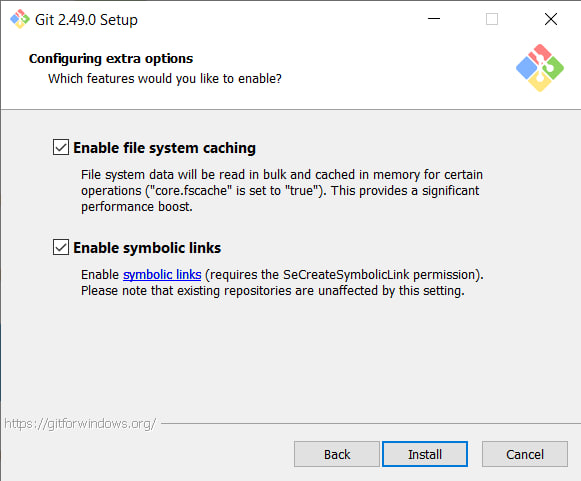 Git 2.49.0 Setup
Configuring extra options
Which features would you like to enable?
Enable file system caching
File system data will be read in bulk and cached in memory for certain
operations ("core.fscache" is set to "true"). This provides a significant
performance boost.
Enable symbolic links
Enable symbolic links (requires the SeCreateSymbolicLink permission).
Please note that existing repositories are unaffected by this setting.
https://gitforwindows.org/
Back Install Cancel